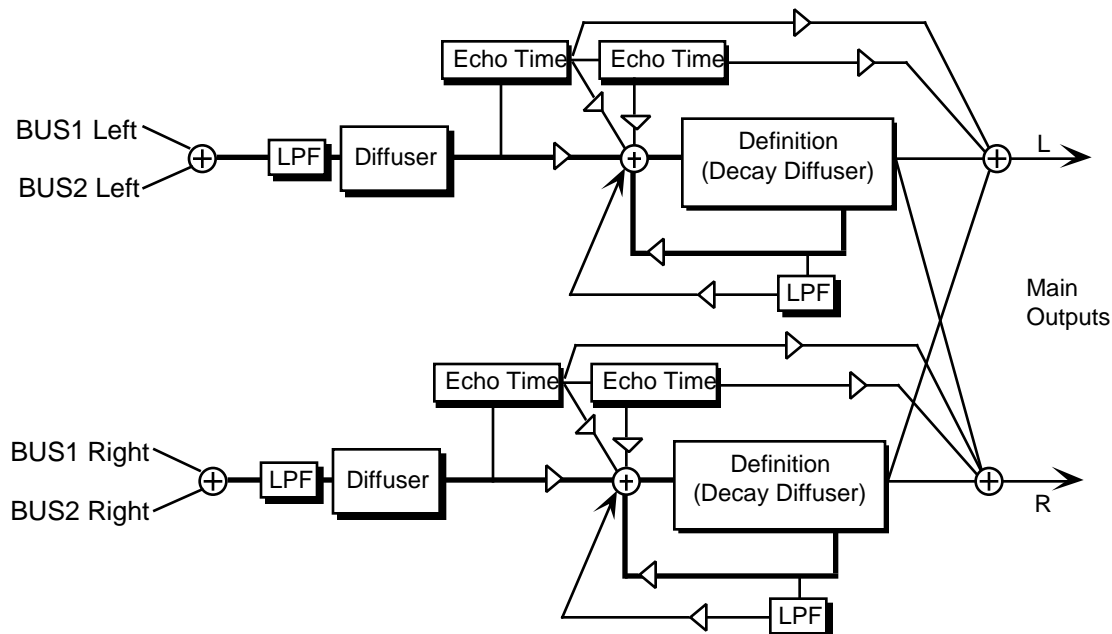 Echo Time
Echo Time
BUS1 Left
BUS2 Left
LPF
Diffuser
Definition
(Decay Diffuser)
L
LPF
Main
Outputs
Echo Time
Echo Time
BUS1 Right
BUS2 Right
LPF
Diffuser
Definition
(Decay Diffuser)
R
LPF